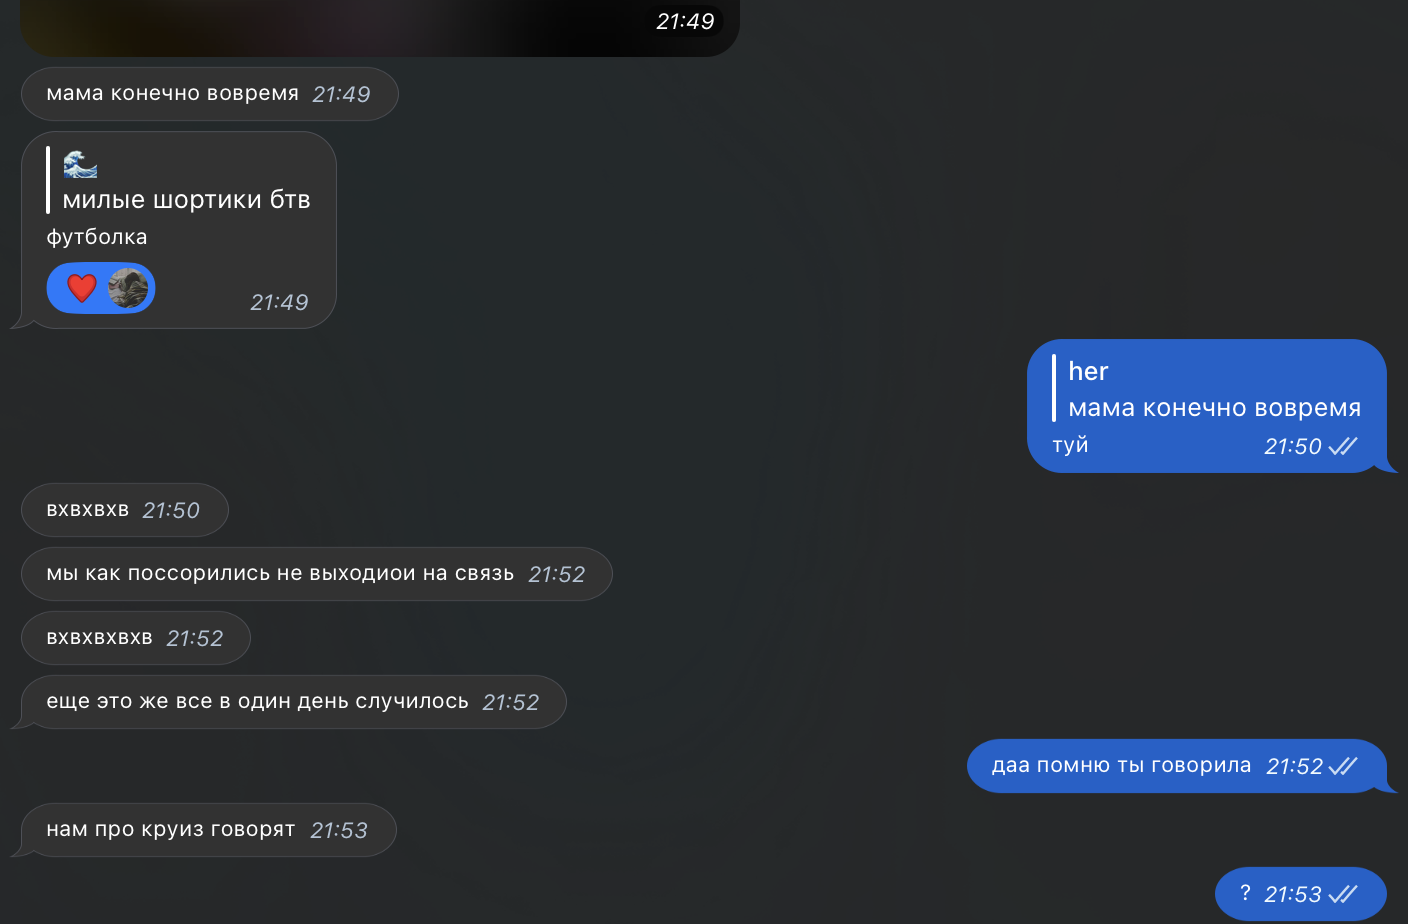 21:49
мама конечно вовремя 21:49
🌊
милые шортики бтв
футболка
❤️
21:49
her
мама конечно вовремя
туй 21:50
вхвхвхв 21:50
мы как поссорились не выходиои на связь 21:52
вхвхвхвхв 21:52
еще это же все в один день случилось 21:52
даа помню ты говорила 21:52
нам про круиз говорят 21:53
? 21:53